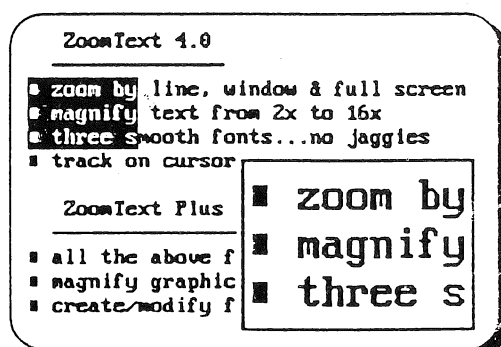 ZoomText 4.0
zoom by line, window & full screen
magnify text from 2x to 16x
three smooth fonts...no jaggies
track on cursor
ZoomText Plus
all the above f
magnify graphic
create/modify f
zoom by
magnify
three s